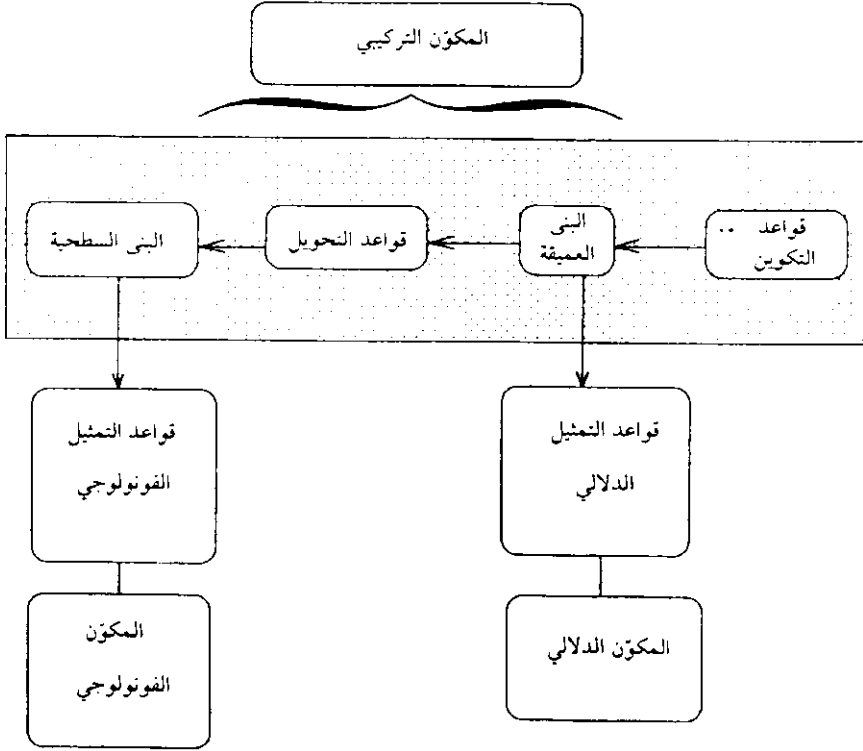 المكوّن التركيبي
قواعد ..
التكوين
البنى
العميقة
قواعد التحويل
البنى السطحية
قواعد التمثيل
الدلالي
قواعد التمثيل
الفونولوجي
المكوّن الدلالي
المكوّن
الفونولوجي